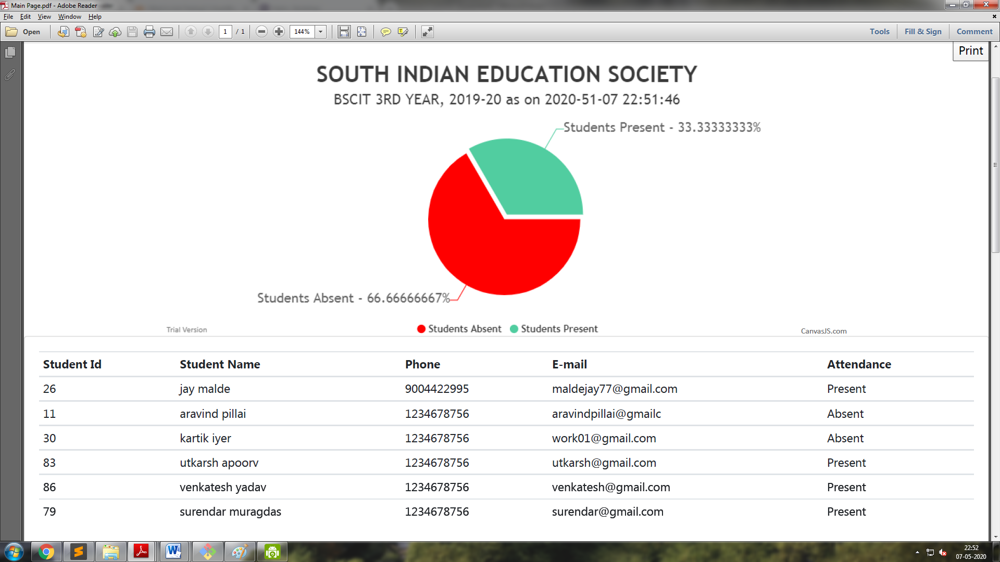 Main Page.pdf - Adobe Reader
File Edit View Window Help
Open 1 / 1 144% Tools Fill & Sign Comment
Print
SOUTH INDIAN EDUCATION SOCIETY
BSCIT 3RD YEAR, 2019-20 as on 2020-51-07 22:51:46
Students Present - 33.33333333%
Students Absent - 66.66666667%
Trial Version Students Absent Students Present CanvasJS.com
Student Id Student Name Phone E-mail Attendance
26 jay malde 9004422995 maldejay77@gmail.com Present
11 aravind pillai 1234678756 aravindpillai@gmailc Absent
30 kartik iyer 1234678756 work01@gmail.com Absent
83 utkarsh apoorv 1234678756 utkarsh@gmail.com Present
86 venkatesh yadav 1234678756 venkatesh@gmail.com Present
79 surendar muragdas 1234678756 surendar@gmail.com Present
22:52
07-05-2020